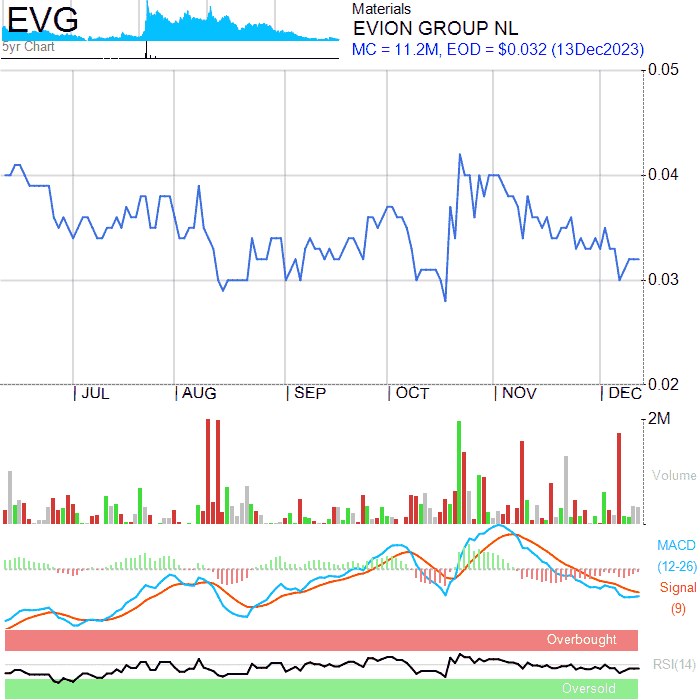 EVG
5yr Chart
Materials
EVION GROUP NL
MC = 11.2M, EOD = $0.032 (13Dec2023)
0.05
0.04
0.03
0.02
JUL AUG SEP OCT NOV DEC
2M
Volume
MACD
(12-26)
Signal
(9)
Overbought
RSI(14)
Oversold